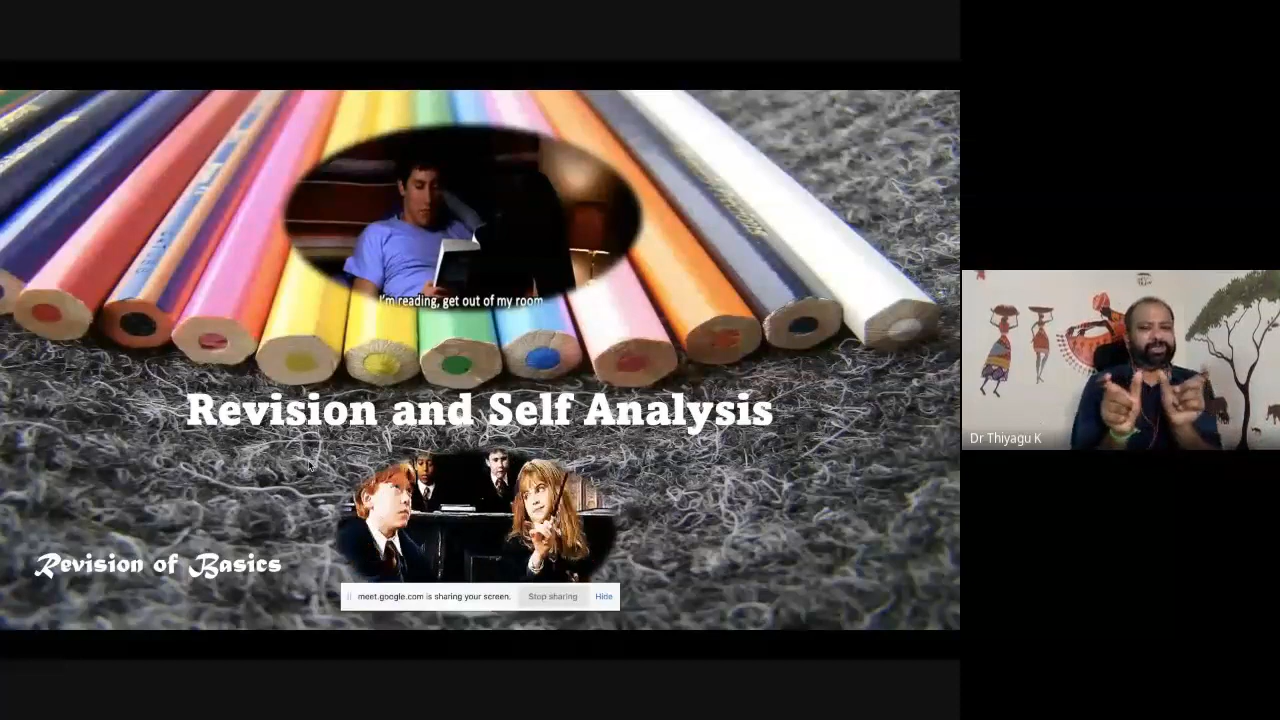 I'm reading, get out of my room
Revision and Self Analysis
Revision of Basics
meet.google.com is sharing your screen.
Stop sharing
Hide
Dr Thiyagu K